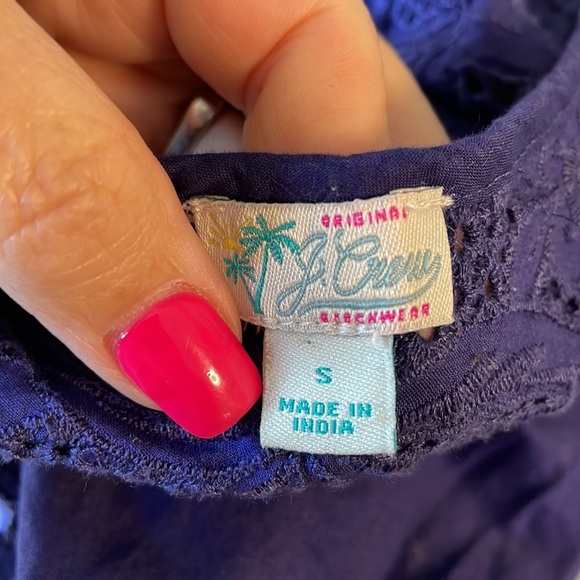 ORIGINAL
J. Crew
BEACHWEAR
S
MADE IN
INDIA